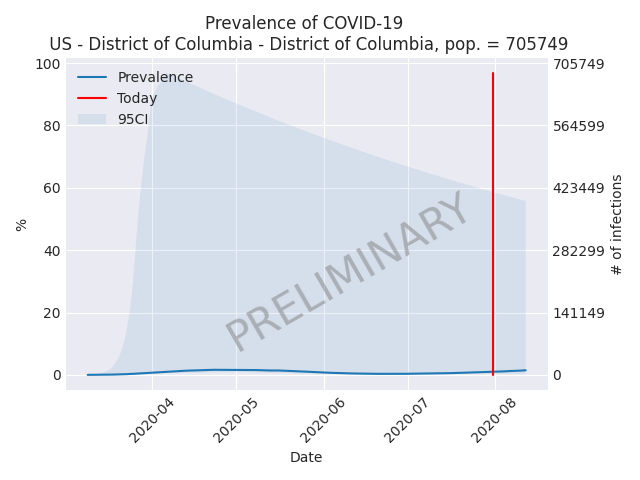 Prevalence of COVID-19
US - District of Columbia - District of Columbia, pop. = 705749
Prevalence
Today
95CI
100
80
60
40
20
0
%
705749
564599
423449
282299
141149
0
# of infections
PRELIMINARY
2020-04
2020-05
2020-06
2020-07
2020-08
Date